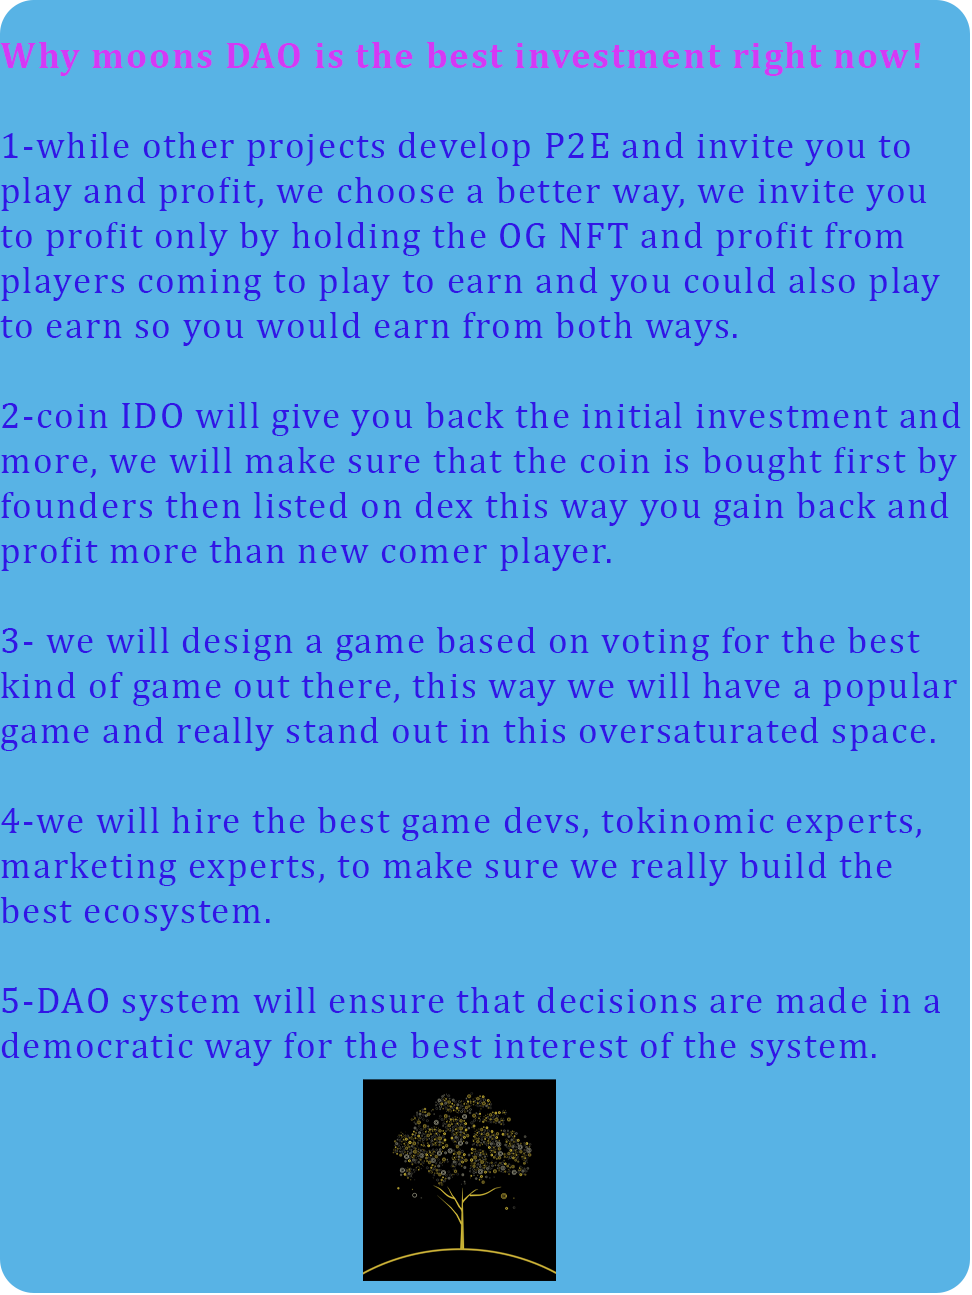 Why moons DAO is the best investment right now!
1-while other projects develop P2E and invite you to
play and profit, we choose a better way, we invite you
to profit only by holding the OG NFT and profit from
players coming to play to earn and you could also play
to earn so you would earn from both ways.
2-coin IDO will give you back the initial investment and
more, we will make sure that the coin is bought first by
founders then listed on dex this way you gain back and
profit more than new comer player.
3- we will design a game based on voting for the best
kind of game out there, this way we will have a popular
game and really stand out in this oversaturated space.
4-we will hire the best game devs, tokinomic experts,
marketing experts, to make sure we really build the
best ecosystem.
5-DAO system will ensure that decisions are made in a
democratic way for the best interest of the system.